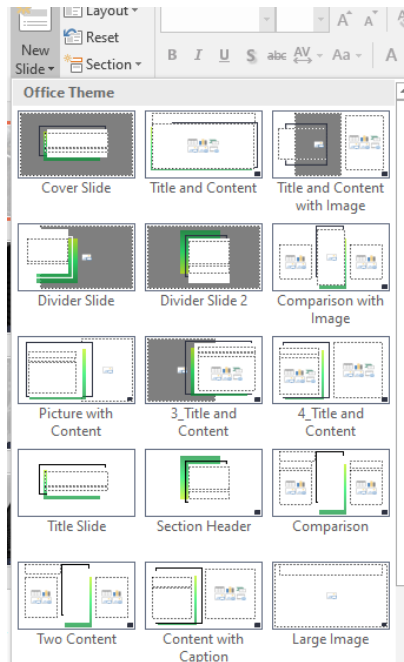 Layout
New
Slide
Reset
Section
B I U S abc AV Aa A
A A
Office Theme
Cover Slide
Title and Content
Title and Content
with Image
Divider Slide
Divider Slide 2
Comparison with
Image
Picture with
Content
3_Title and
Content
4_Title and
Content
Title Slide
Section Header
Comparison
Two Content
Content with
Caption
Large Image